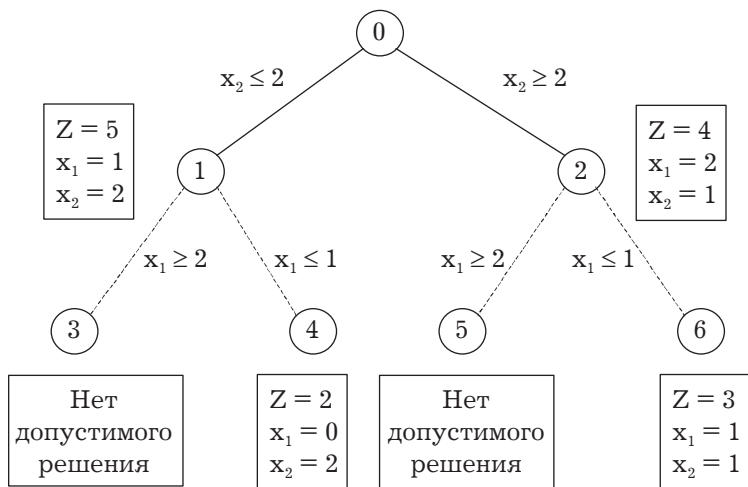 0
x₂ ≤ 2
x₂ ≥ 2
Z = 5
x₁ = 1
x₂ = 2
1
2
Z = 4
x₁ = 2
x₂ = 1
x₁ ≥ 2
x₁ ≤ 1
x₁ ≥ 2
x₁ ≤ 1
3
4
5
6
Нет
допустимого
решения
Z = 2
x₁ = 0
x₂ = 2
Нет
допустимого
решения
Z = 3
x₁ = 1
x₂ = 1